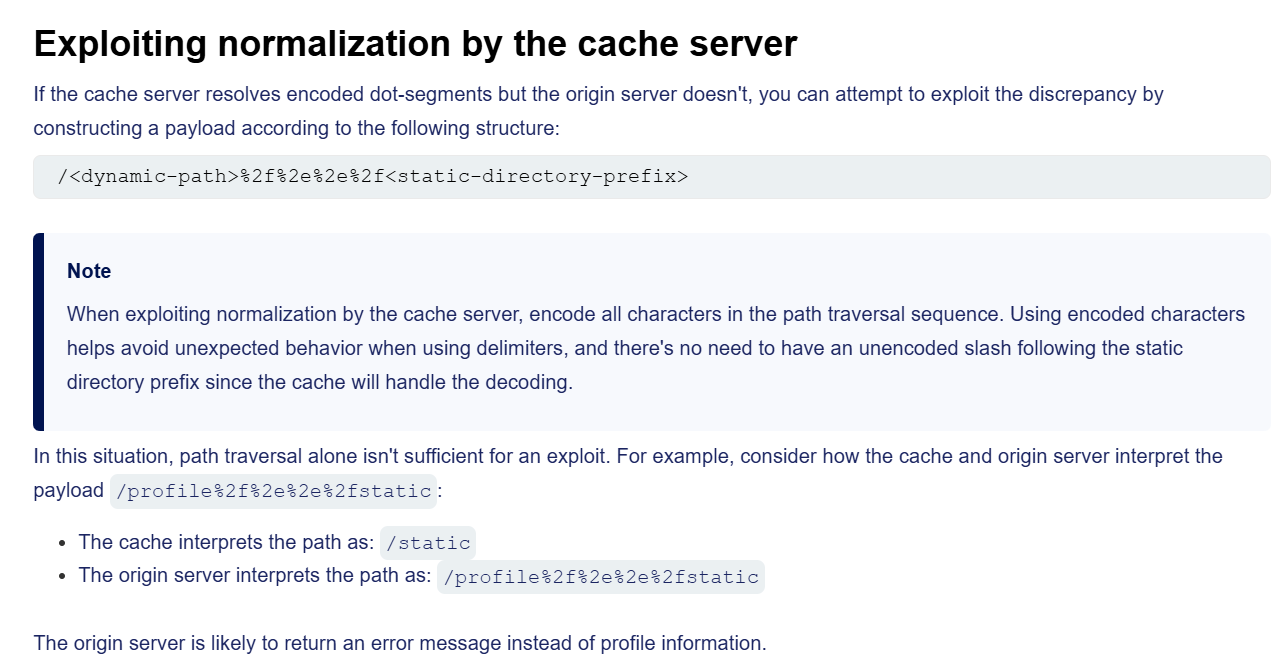 Exploiting normalization by the cache server
If the cache server resolves encoded dot-segments but the origin server doesn't, you can attempt to exploit the discrepancy by
constructing a payload according to the following structure:
/<dynamic-path>%2f%2e%2e%2f<static-directory-prefix>
Note
When exploiting normalization by the cache server, encode all characters in the path traversal sequence. Using encoded characters
helps avoid unexpected behavior when using delimiters, and there's no need to have an unencoded slash following the static
directory prefix since the cache will handle the decoding.
In this situation, path traversal alone isn't sufficient for an exploit. For example, consider how the cache and origin server interpret the
payload /profile%2f%2e%2e%2fstatic:
• The cache interprets the path as: /static
• The origin server interprets the path as: /profile%2f%2e%2e%2fstatic
The origin server is likely to return an error message instead of profile information.